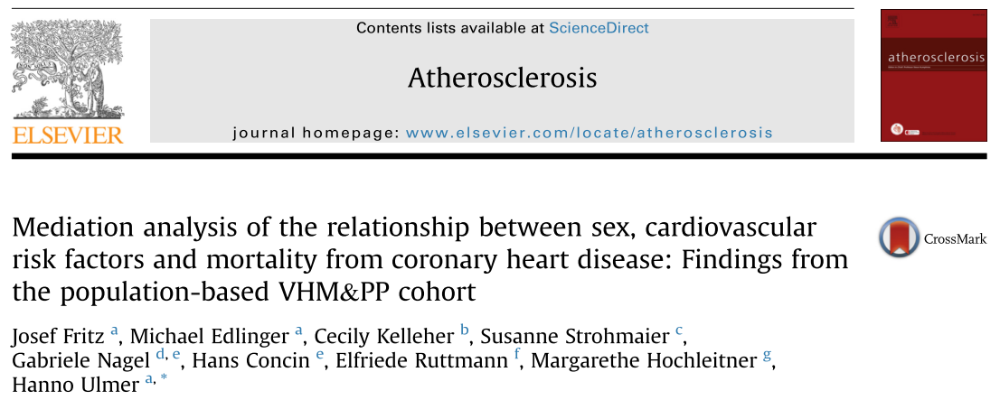 Contents lists available at ScienceDirect
Atherosclerosis
journal homepage: www.elsevier.com/locate/atherosclerosis
ELSEVIER
atherosclerosis
Mediation analysis of the relationship between sex, cardiovascular
risk factors and mortality from coronary heart disease: Findings from
the population-based VHM&PP cohort
CrossMark
Josef Fritz a, Michael Edlinger a, Cecily Kelleher b, Susanne Strohmaier c,
Gabriele Nagel d, e, Hans Concin e, Elfriede Ruttmann f, Margarethe Hochleitner g,
Hanno Ulmer a, *